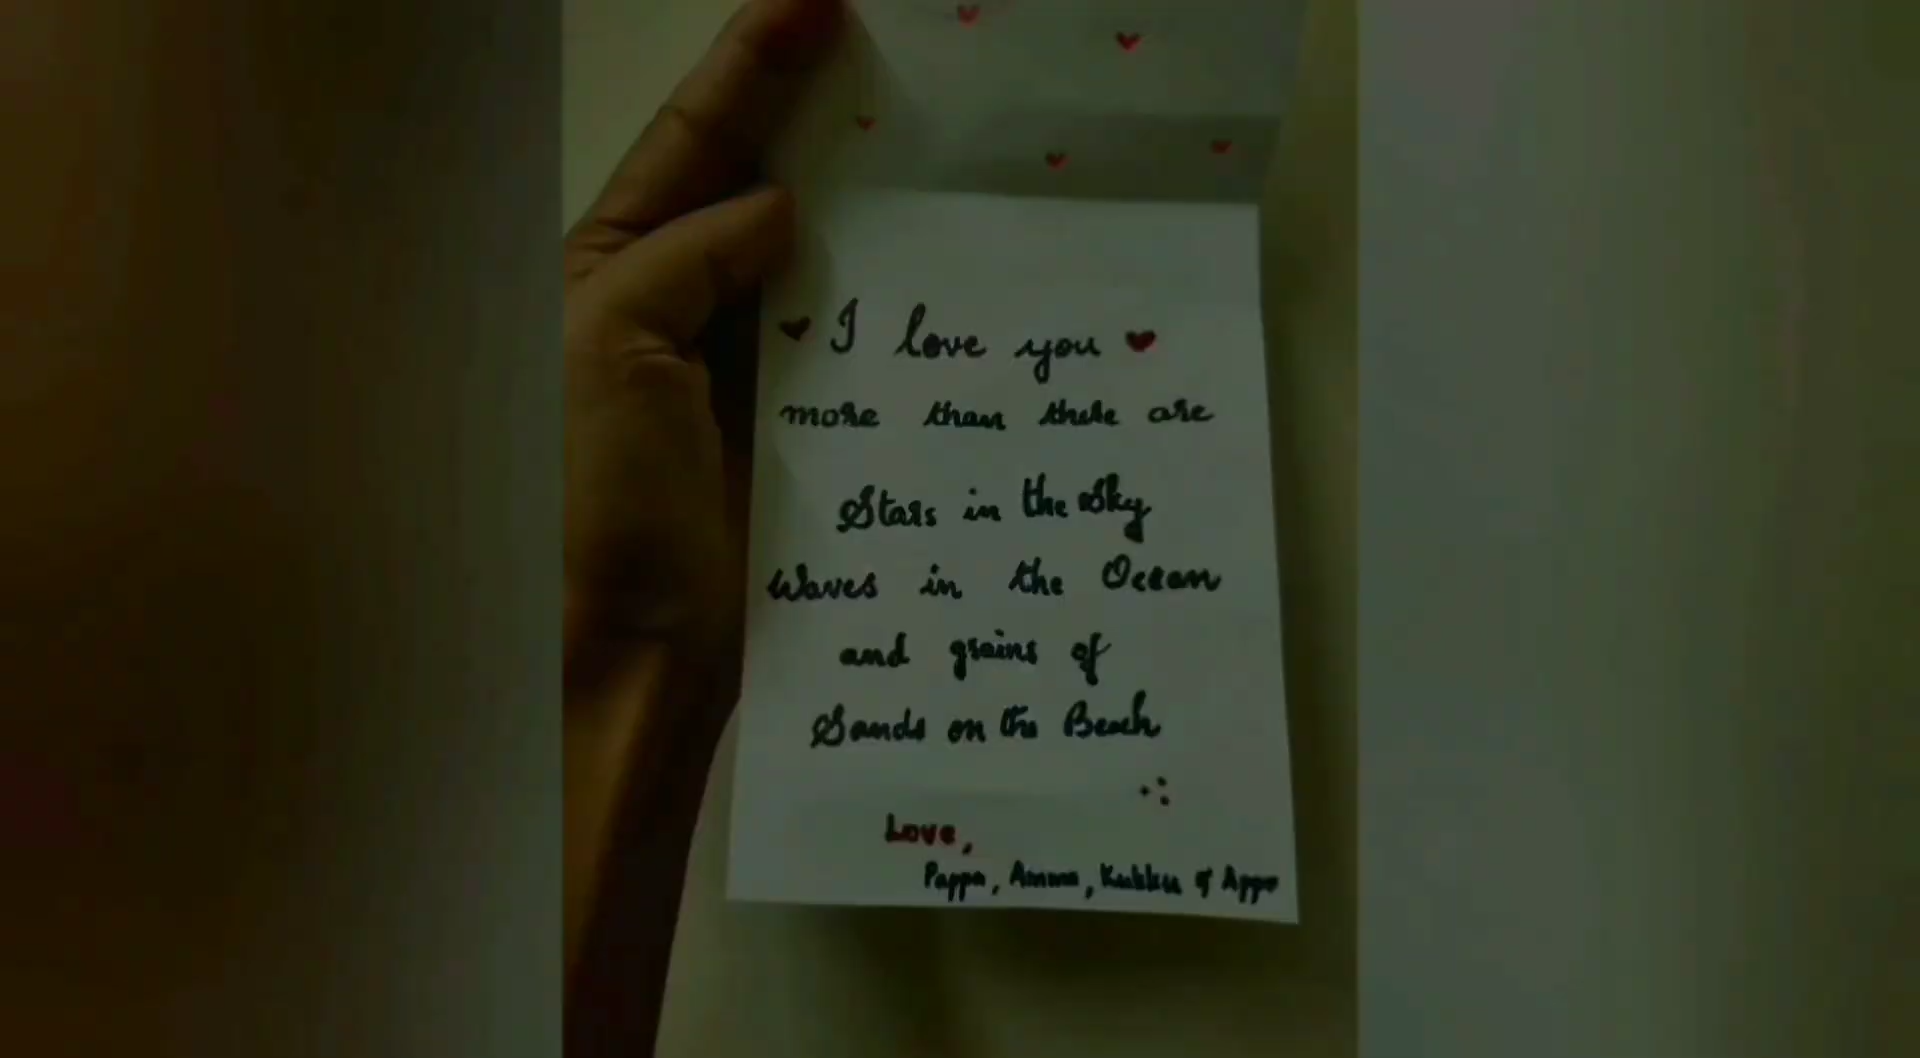 I love you
more than there are
Stars in the Sky
Waves in the Ocean
and grains of
Sands on the Beach
Love,
Pappa, Amma, Kukku & Appu